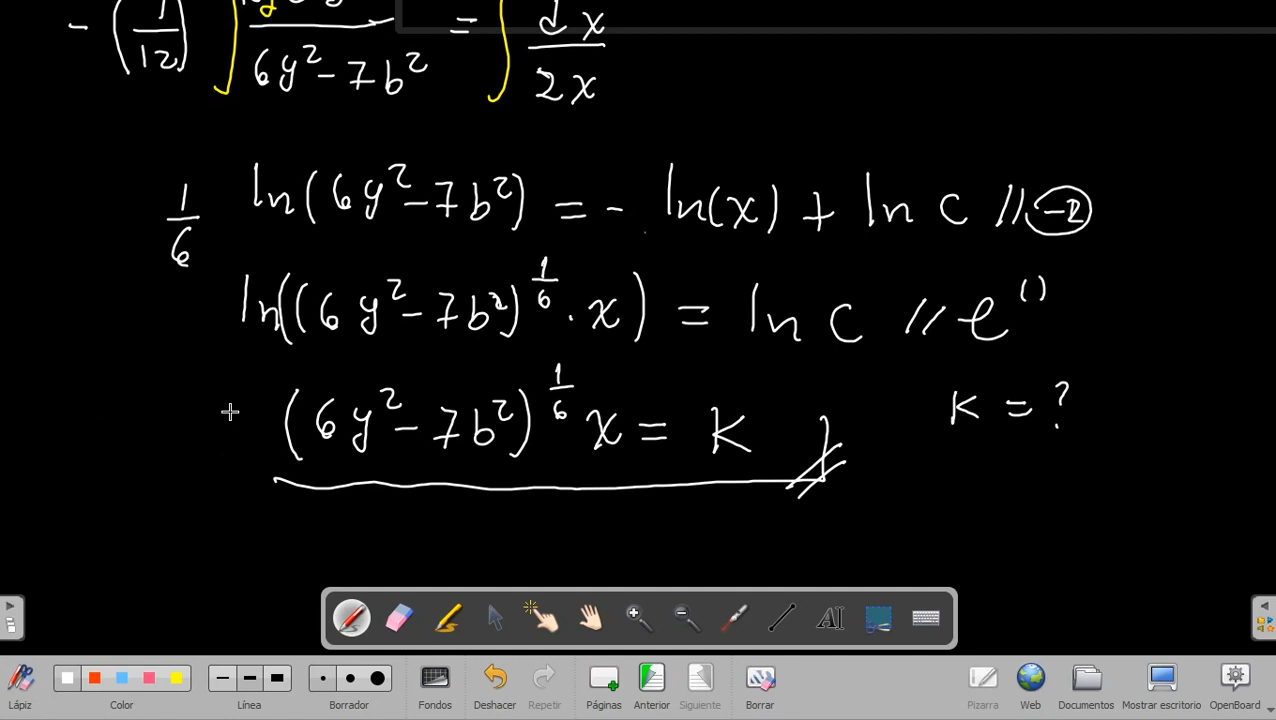 - (1/12) ∫ / 6y² - 7b² = ∫ dx / 2x
1/6 ln(6y² - 7b²) = - ln(x) + ln c // -2
ln((6y² - 7b²)^(1/6) · x) = ln c // e^()
(6y² - 7b²)^(1/6) x = K K = ?
Lápiz Color Línea Borrador Fondos Deshacer Repetir Páginas Anterior Siguiente Borrar Pizarra Web Documentos Mostrar escritorio OpenBoard